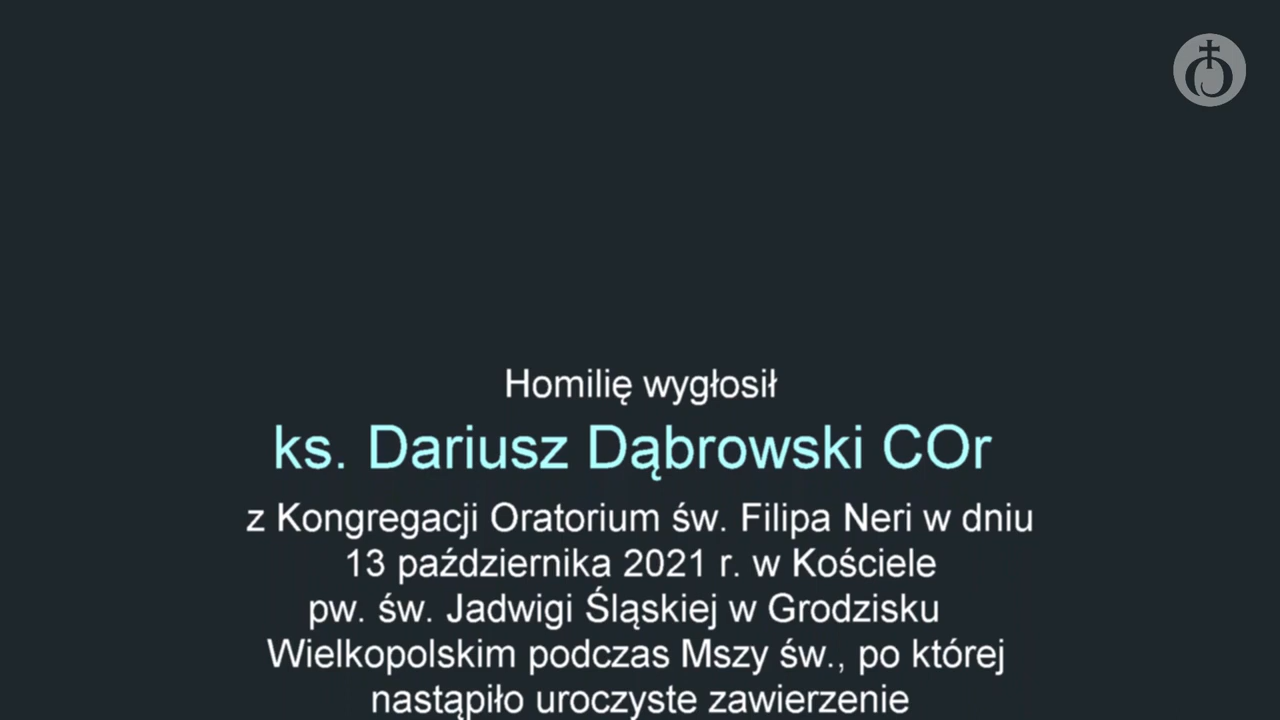 Homilię wygłosił
ks. Dariusz Dąbrowski COr
z Kongregacji Oratorium św. Filipa Neri w dniu
13 października 2021 r. w Kościele
pw. św. Jadwigi Śląskiej w Grodzisku
Wielkopolskim podczas Mszy św., po której
nastąpiło uroczyste zawierzenie